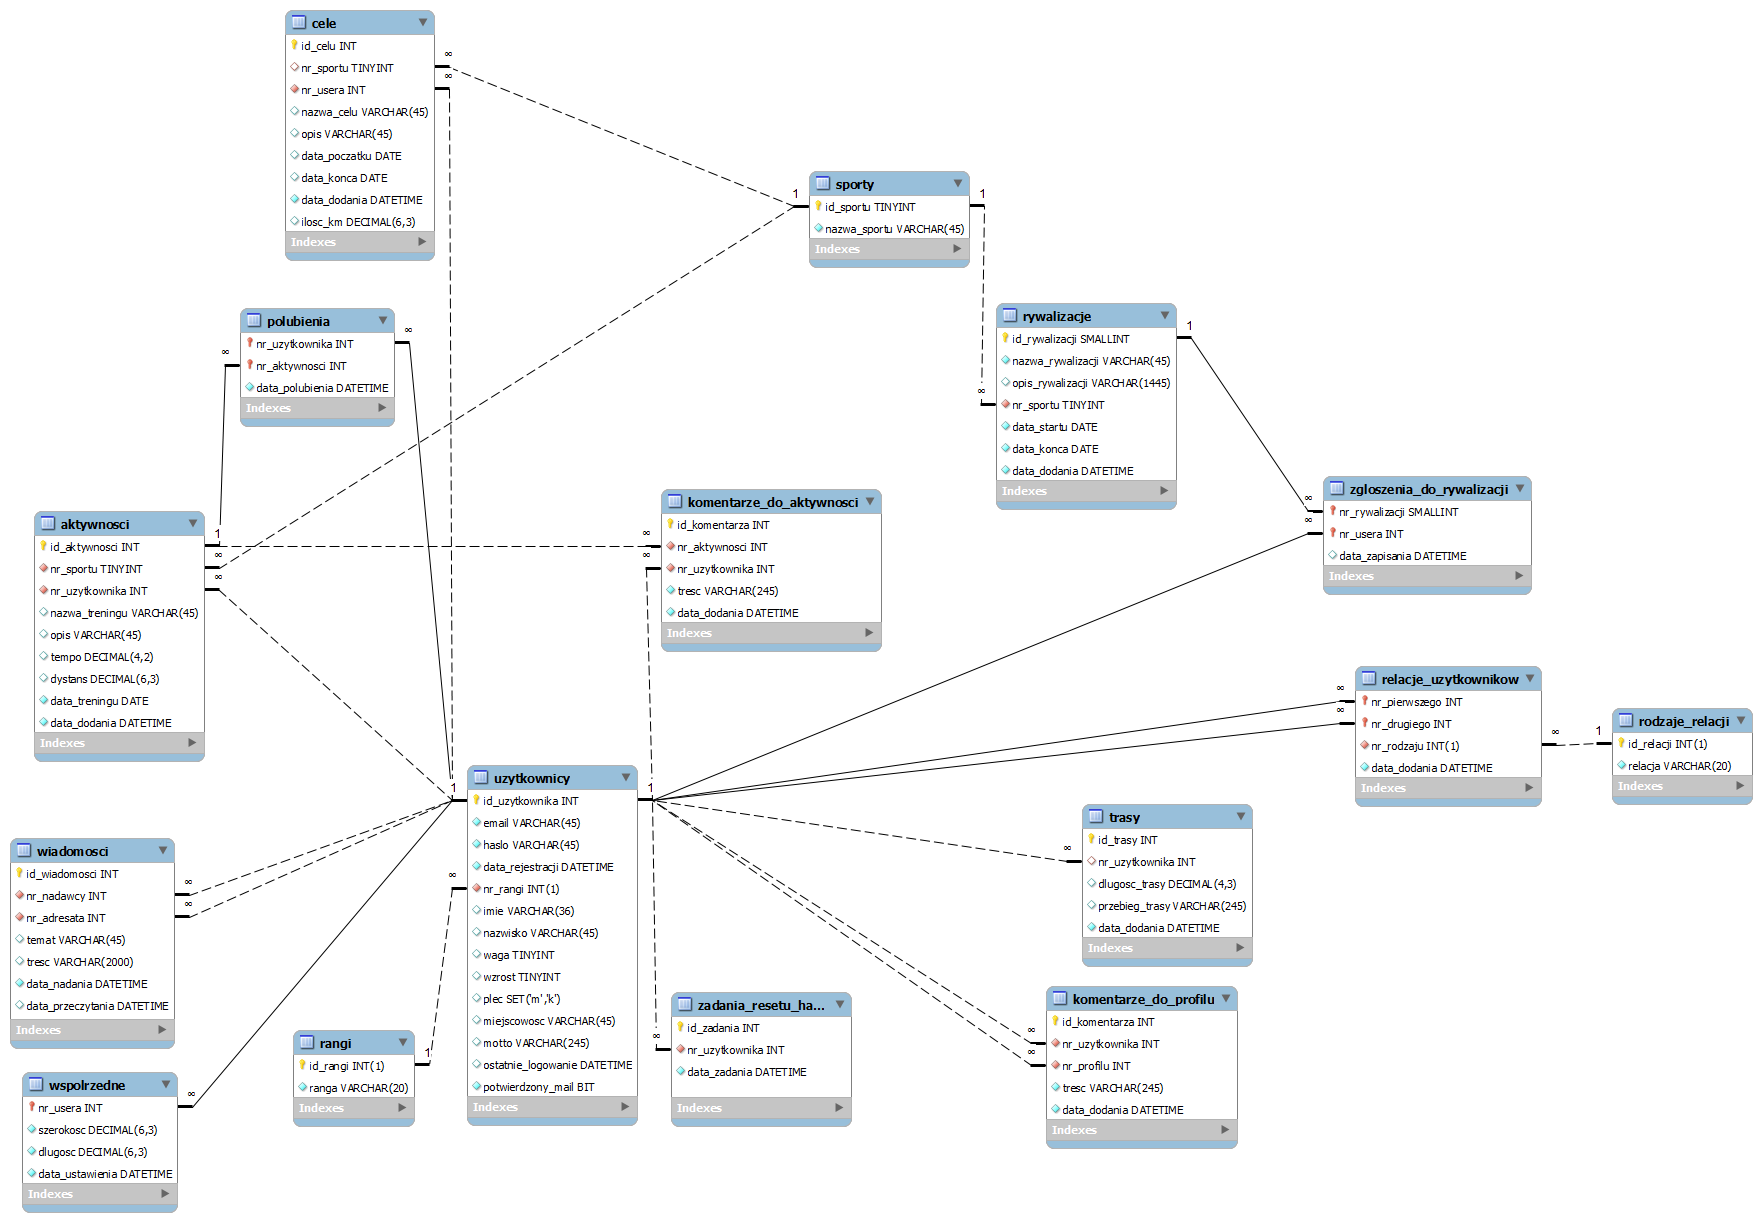 cele
id_celu INT
nr_sportu TINYINT
nr_usera INT
nazwa_celu VARCHAR(45)
opis VARCHAR(45)
data_poczatku DATE
data_konca DATE
data_dodania DATETIME
ilosc_km DECIMAL(6,3)
Indexes
∞
∞
sporty
id_sportu TINYINT
nazwa_sportu VARCHAR(45)
Indexes
1
1
polubienia
nr_uzytkownika INT
nr_aktywnosci INT
data_polubienia DATETIME
Indexes
∞
∞
rywalizacje
id_rywalizacji SMALLINT
nazwa_rywalizacji VARCHAR(45)
opis_rywalizacji VARCHAR(1445)
nr_sportu TINYINT
data_startu DATE
data_konca DATE
data_dodania DATETIME
Indexes
1
∞
zgloszenia_do_rywalizacji
nr_rywalizacji SMALLINT
nr_usera INT
data_zapisania DATETIME
Indexes
∞
∞
aktywnosci
id_aktywnosci INT
nr_sportu TINYINT
nr_uzytkownika INT
nazwa_treningu VARCHAR(45)
opis VARCHAR(45)
tempo DECIMAL(4,2)
dystans DECIMAL(6,3)
data_treningu DATE
data_dodania DATETIME
Indexes
1
∞
∞
komentarze_do_aktywnosci
id_komentarza INT
nr_aktywnosci INT
nr_uzytkownika INT
tresc VARCHAR(245)
data_dodania DATETIME
Indexes
∞
∞
relacje_uzytkownikow
nr_pierwszego INT
nr_drugiego INT
nr_rodzaju INT(1)
data_dodania DATETIME
Indexes
∞
∞
∞
1
rodzaje_relacji
id_relacji INT(1)
relacja VARCHAR(20)
Indexes
uzytkownicy
id_uzytkownika INT
email VARCHAR(45)
haslo VARCHAR(45)
data_rejestracji DATETIME
nr_rangi INT(1)
imie VARCHAR(36)
nazwisko VARCHAR(45)
waga TINYINT
wzrost TINYINT
plec SET('m','k')
miejscowosc VARCHAR(45)
motto VARCHAR(245)
ostatnie_logowanie DATETIME
potwierdzony_mail BIT
Indexes
1
1
∞
trasy
id_trasy INT
nr_uzytkownika INT
dlugosc_trasy DECIMAL(4,3)
przebieg_trasy VARCHAR(245)
data_dodania DATETIME
Indexes
∞
wiadomosci
id_wiadomosci INT
nr_nadawcy INT
nr_adresata INT
temat VARCHAR(45)
tresc VARCHAR(2000)
data_nadania DATETIME
data_przeczytania DATETIME
Indexes
∞
∞
rangi
id_rangi INT(1)
ranga VARCHAR(20)
Indexes
1
zadania_resetu_ha...
id_zadania INT
nr_uzytkownika INT
data_zadania DATETIME
Indexes
∞
komentarze_do_profilu
id_komentarza INT
nr_uzytkownika INT
nr_profilu INT
tresc VARCHAR(245)
data_dodania DATETIME
Indexes
∞
∞
wspolrzedne
nr_usera INT
szerokosc DECIMAL(6,3)
dlugosc DECIMAL(6,3)
data_ustawienia DATETIME
Indexes
∞